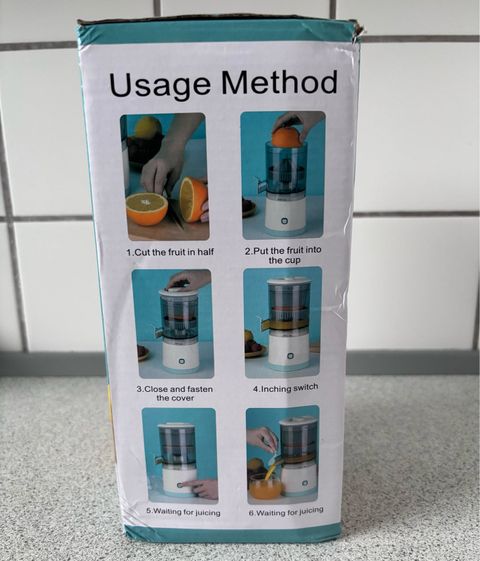 Usage Method
1.Cut the fruit in half
2.Put the fruit into
the cup
3.Close and fasten
the cover
4.Inching switch
5.Waiting for juicing
6.Waiting for juicing